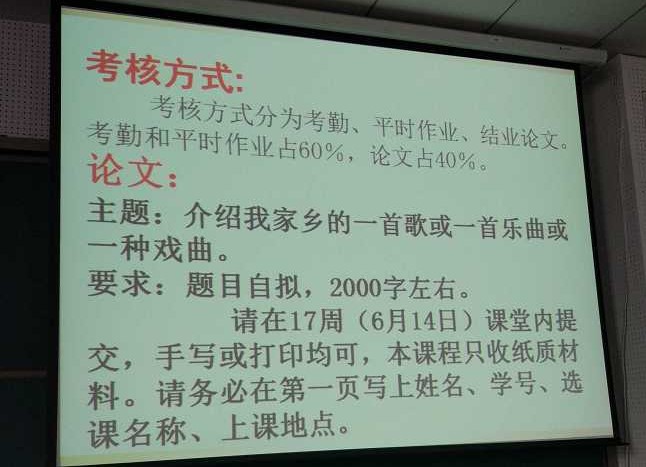 考核方式:
考核方式分为考勤、平时作业、结业论文。
考勤和平时作业占60%，论文占40%。
论文：
主题：介绍我家乡的一首歌或一首乐曲或
一种戏曲。
要求：题目自拟，2000字左右。
请在17周（6月14日）课堂内提
交，手写或打印均可，本课程只收纸质材
料。请务必在第一页写上姓名、学号、选
课名称、上课地点。